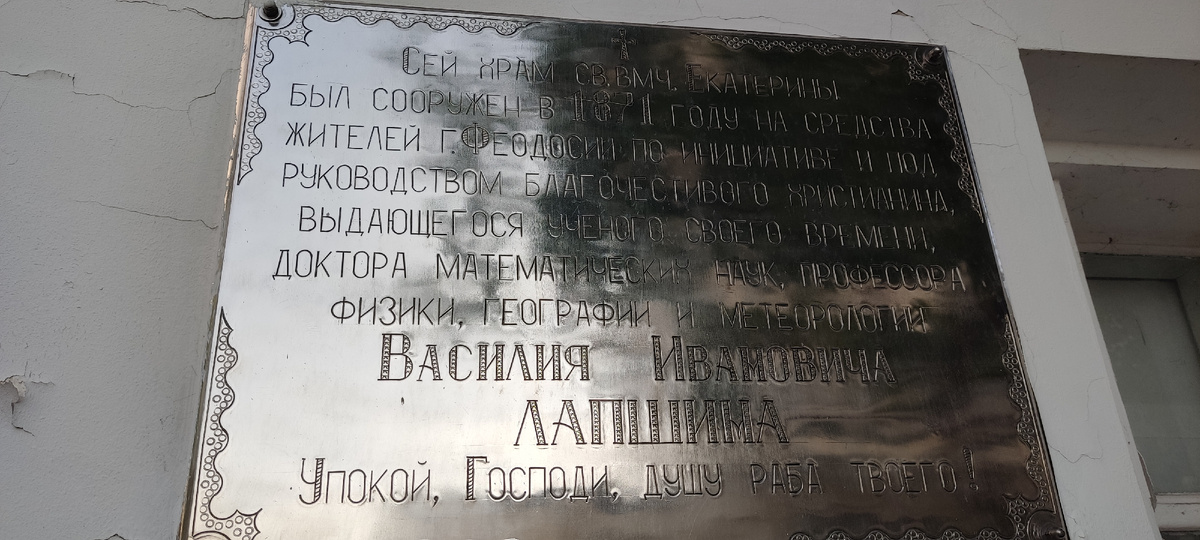 Сей храм св. вмч. Екатерины
был сооружен в 1871 году на средства
жителей г. Феодосии по инициативе и под
руководством благочестивого христианина,
выдающегося ученого своего времени,
доктора математических наук, профессора
физики, географии и метеорологии
Василия Ивановича
Лапшина
Упокой, Господи, душу раба твоего!